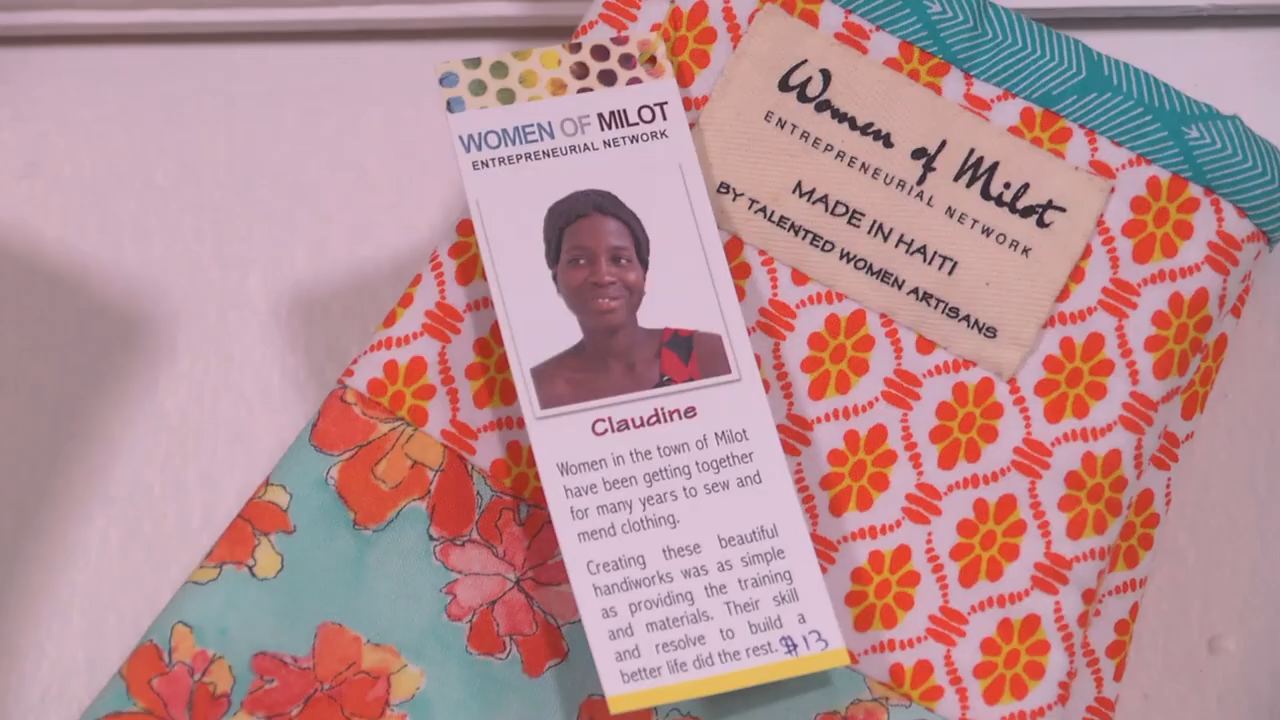 WOMEN OF MILOT
ENTREPRENEURIAL NETWORK
Claudine
Women in the town of Milot
have been getting together
for many years to sew and
mend clothing.
Creating these beautiful
handiworks was as simple
as providing the training
and materials. Their skill
and resolve to build a
better life did the rest. $13
Women of Milot
ENTREPRENEURIAL NETWORK
MADE IN HAITI
BY TALENTED WOMEN ARTISANS